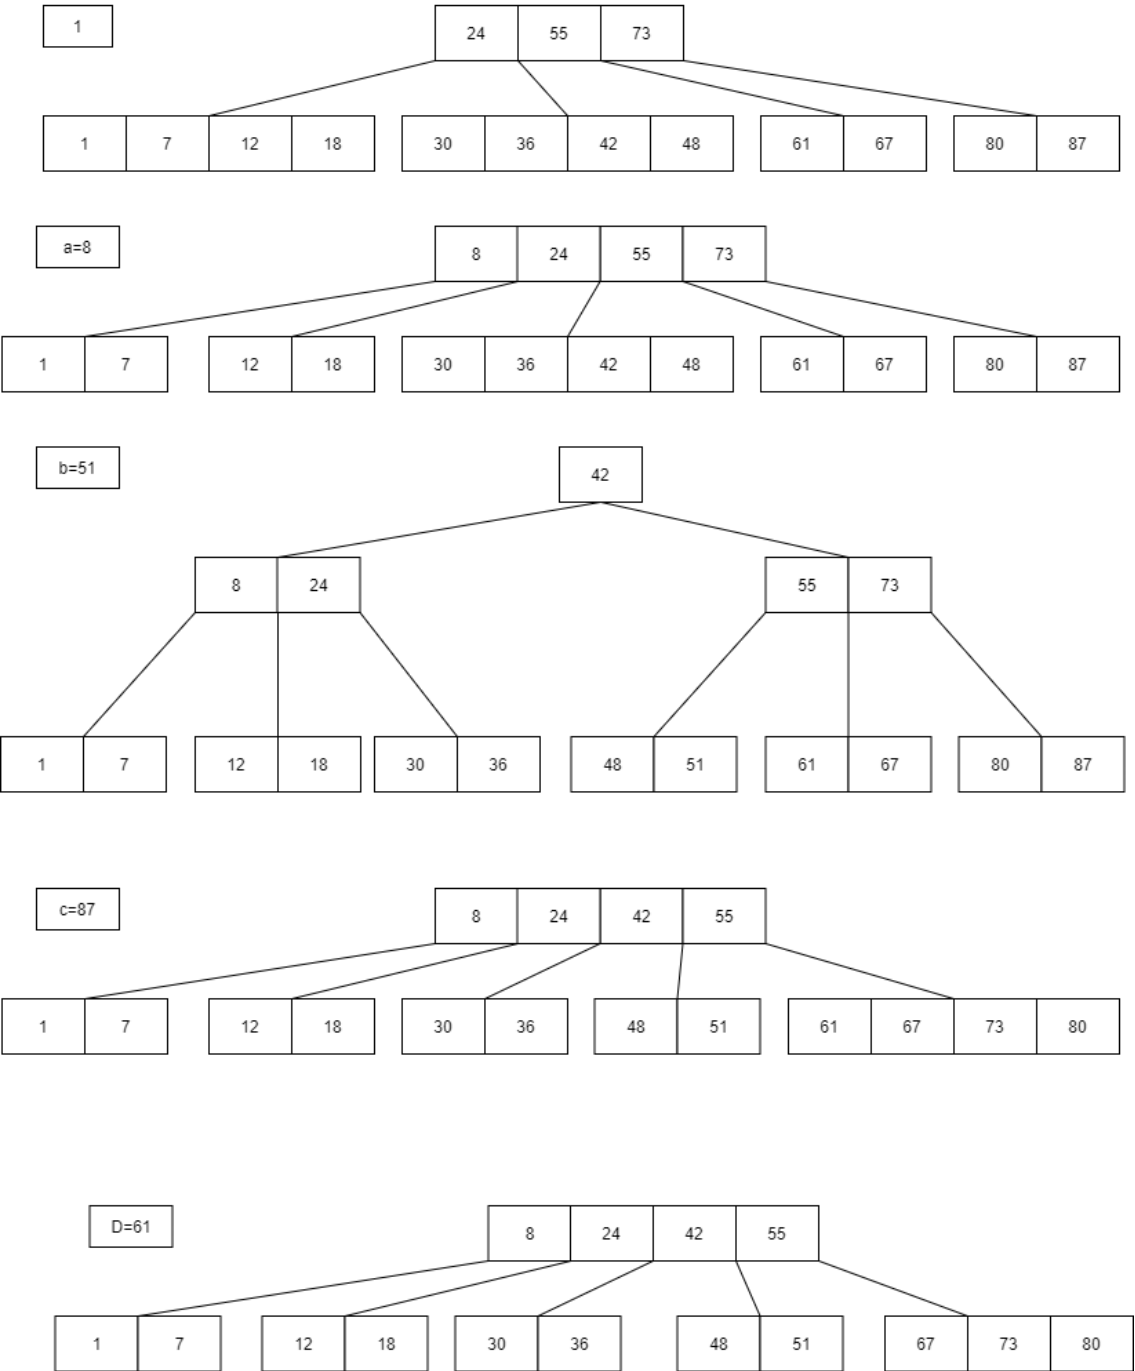 1
24 55 73
1 7 12 18 30 36 42 48 61 67 80 87
a=8
8 24 55 73
1 7 12 18 30 36 42 48 61 67 80 87
b=51
42
8 24 55 73
1 7 12 18 30 36 48 51 61 67 80 87
c=87
8 24 42 55
1 7 12 18 30 36 48 51 61 67 73 80
D=61
8 24 42 55
1 7 12 18 30 36 48 51 67 73 80